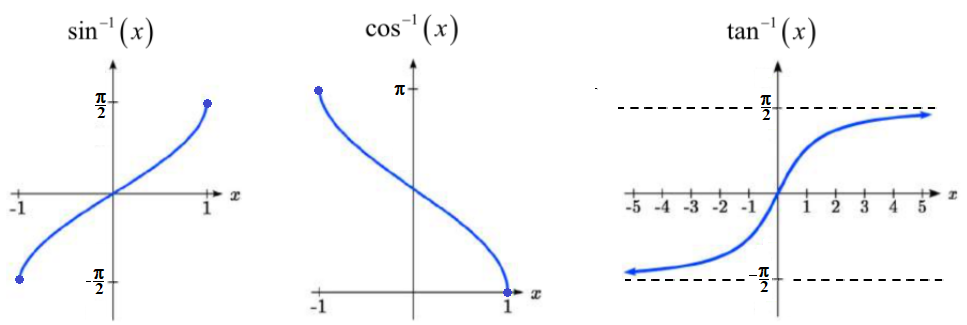 sin⁻¹(x)
π/2
-1 1 x
-π/2
cos⁻¹(x)
π
-1 1 x
tan⁻¹(x)
π/2
-5 -4 -3 -2 -1 1 2 3 4 5 x
-π/2